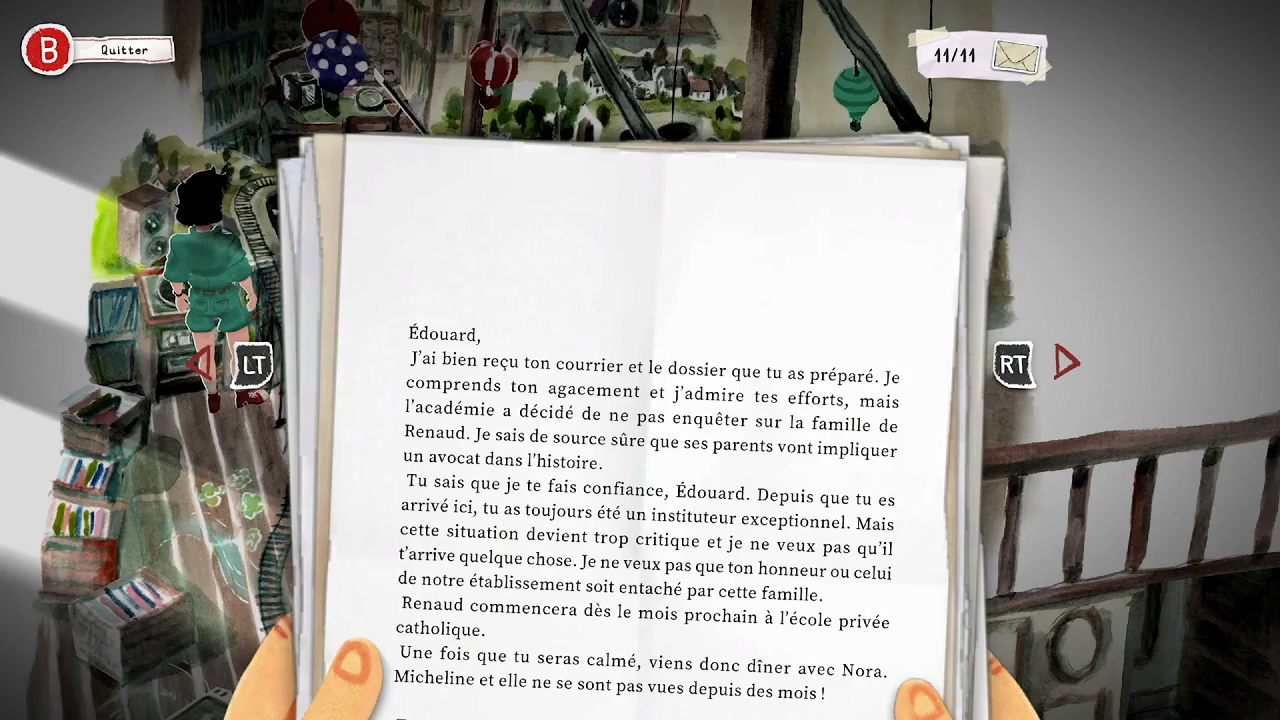 B
Quitter
11/11
LT
RT
Édouard,
J'ai bien reçu ton courrier et le dossier que tu as préparé. Je
comprends ton agacement et j'admire tes efforts, mais
l'académie a décidé de ne pas enquêter sur la famille de
Renaud. Je sais de source sûre que ses parents vont impliquer
un avocat dans l'histoire.
Tu sais que je te fais confiance, Édouard. Depuis que tu es
arrivé ici, tu as toujours été un instituteur exceptionnel. Mais
cette situation devient trop critique et je ne veux pas qu'il
t'arrive quelque chose. Je ne veux pas que ton honneur ou celui
de notre établissement soit entaché par cette famille.
Renaud commencera dès le mois prochain à l'école privée
catholique.
Une fois que tu seras calmé, viens donc dîner avec Nora.
Micheline et elle ne se sont pas vues depuis des mois !